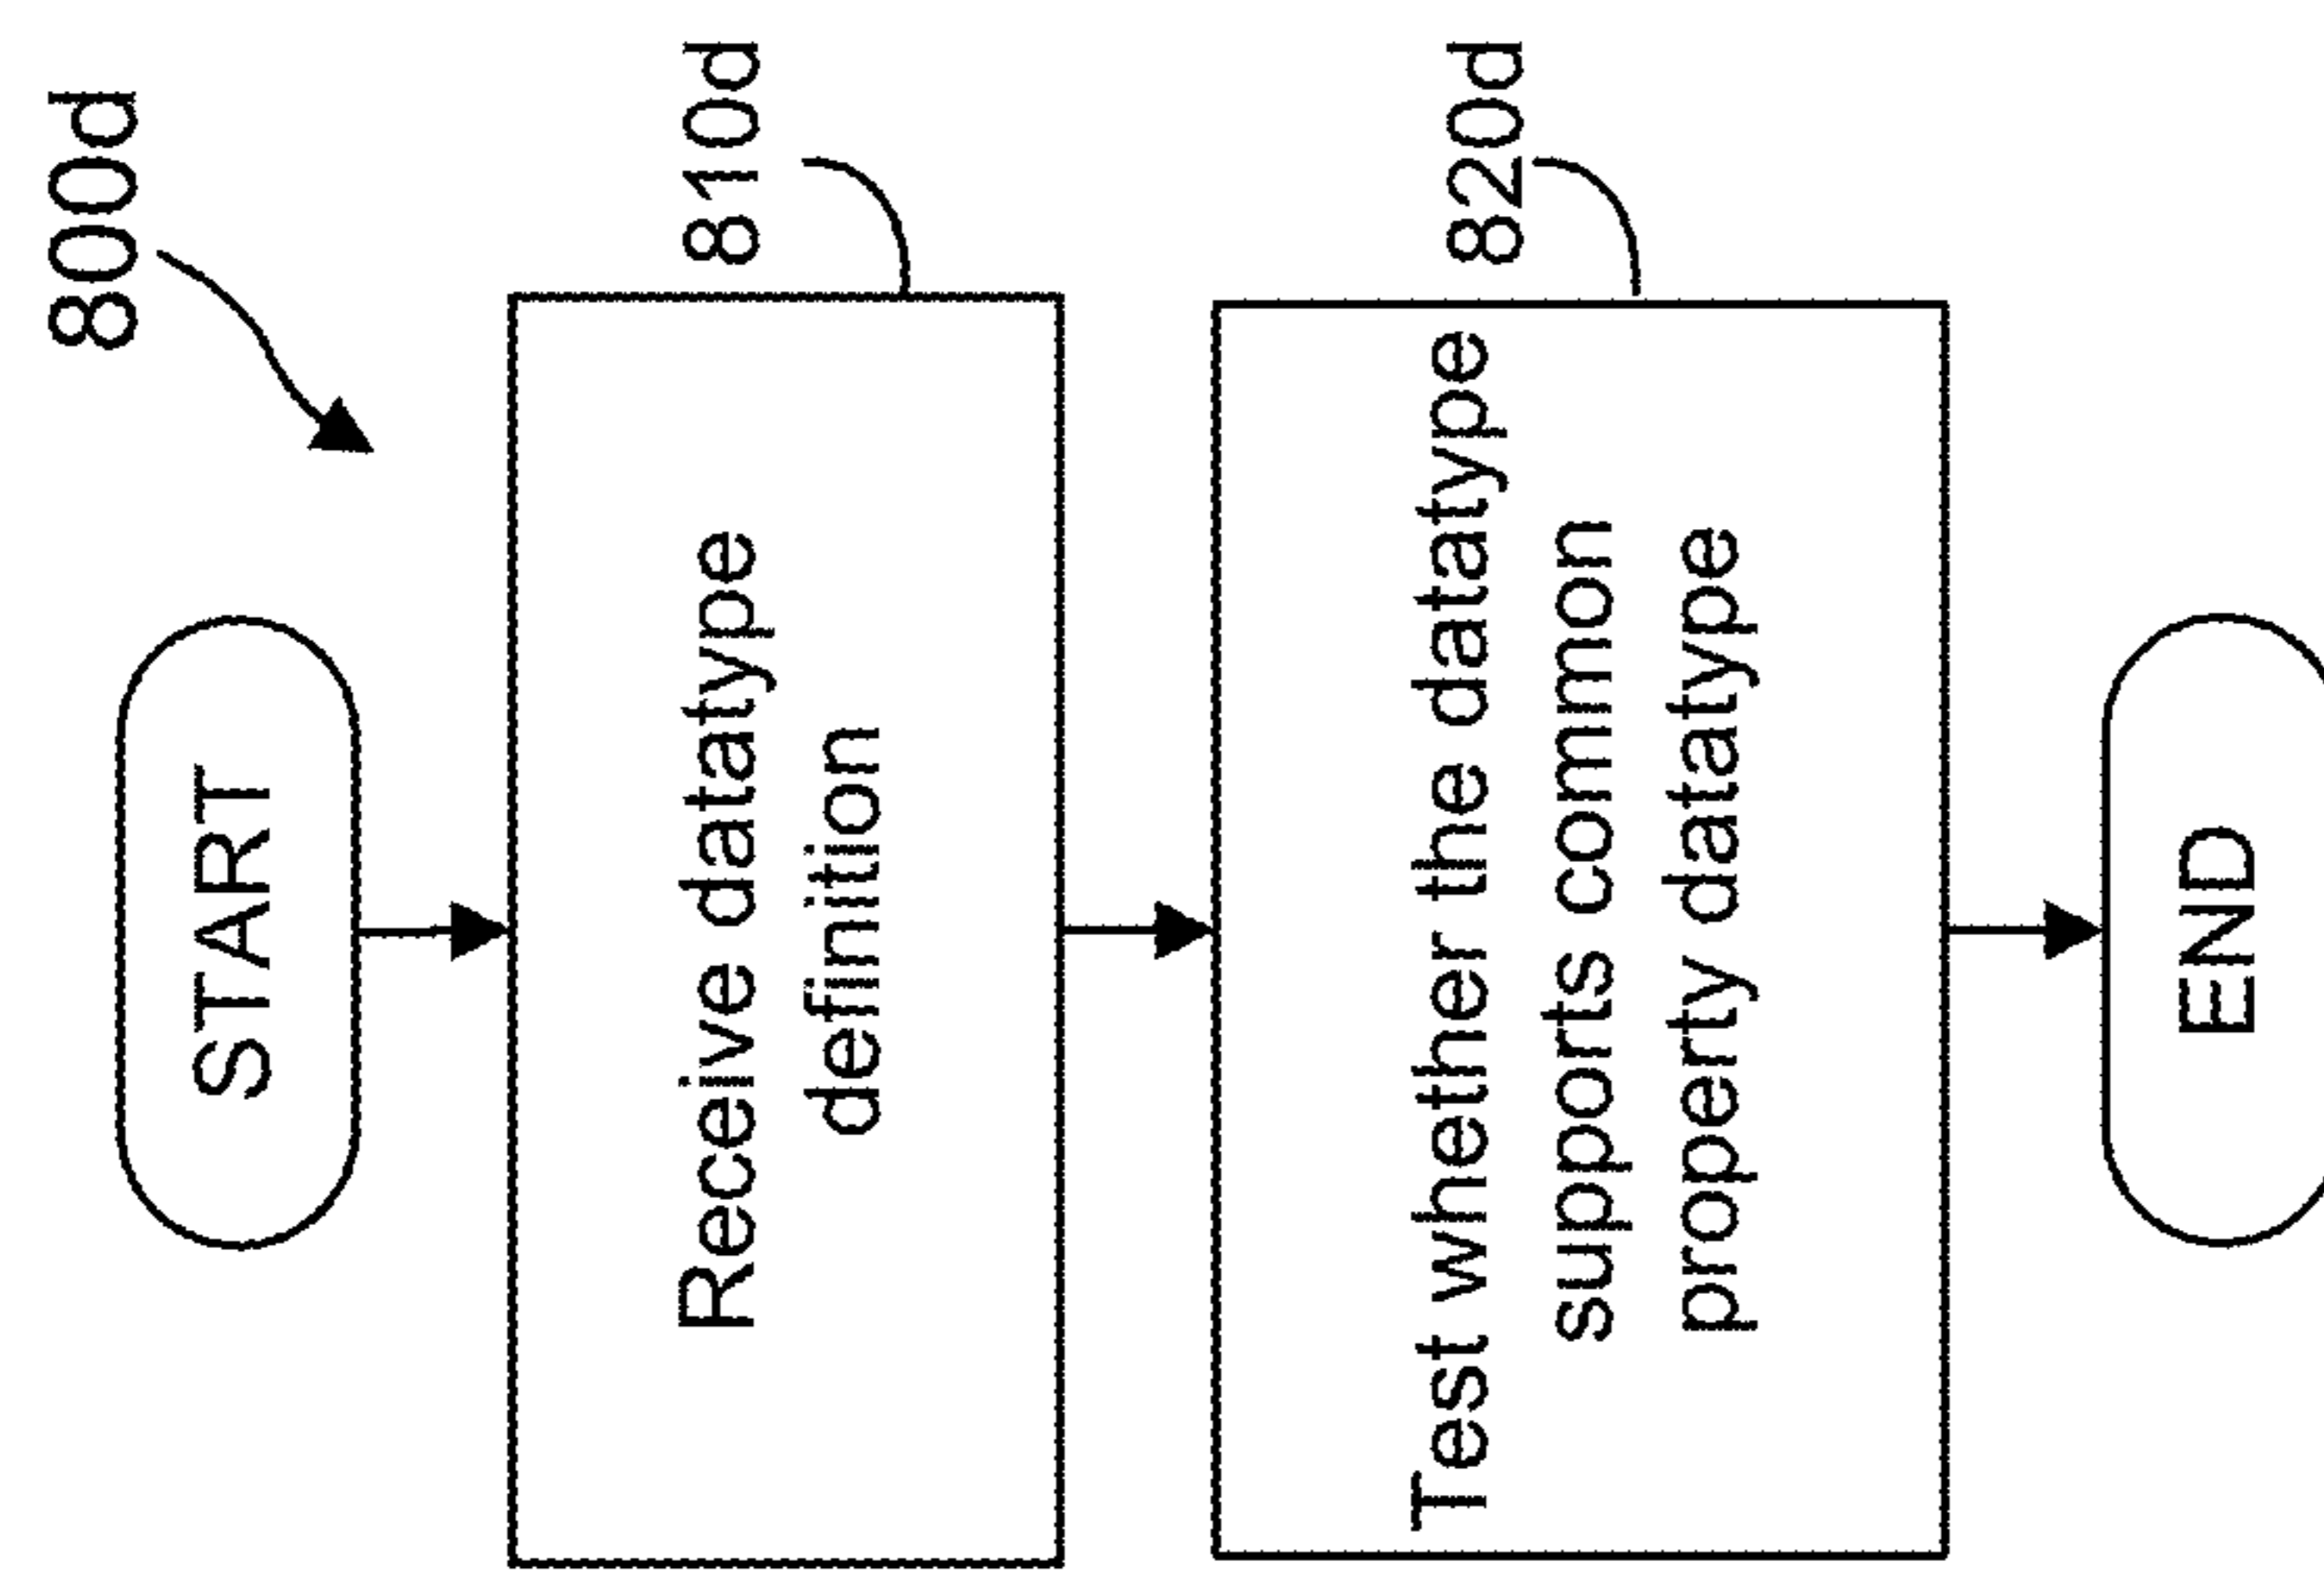 800d
START
810d
Receive datatype
definition
820d
Test whether the datatype
supports common
property datatype
END